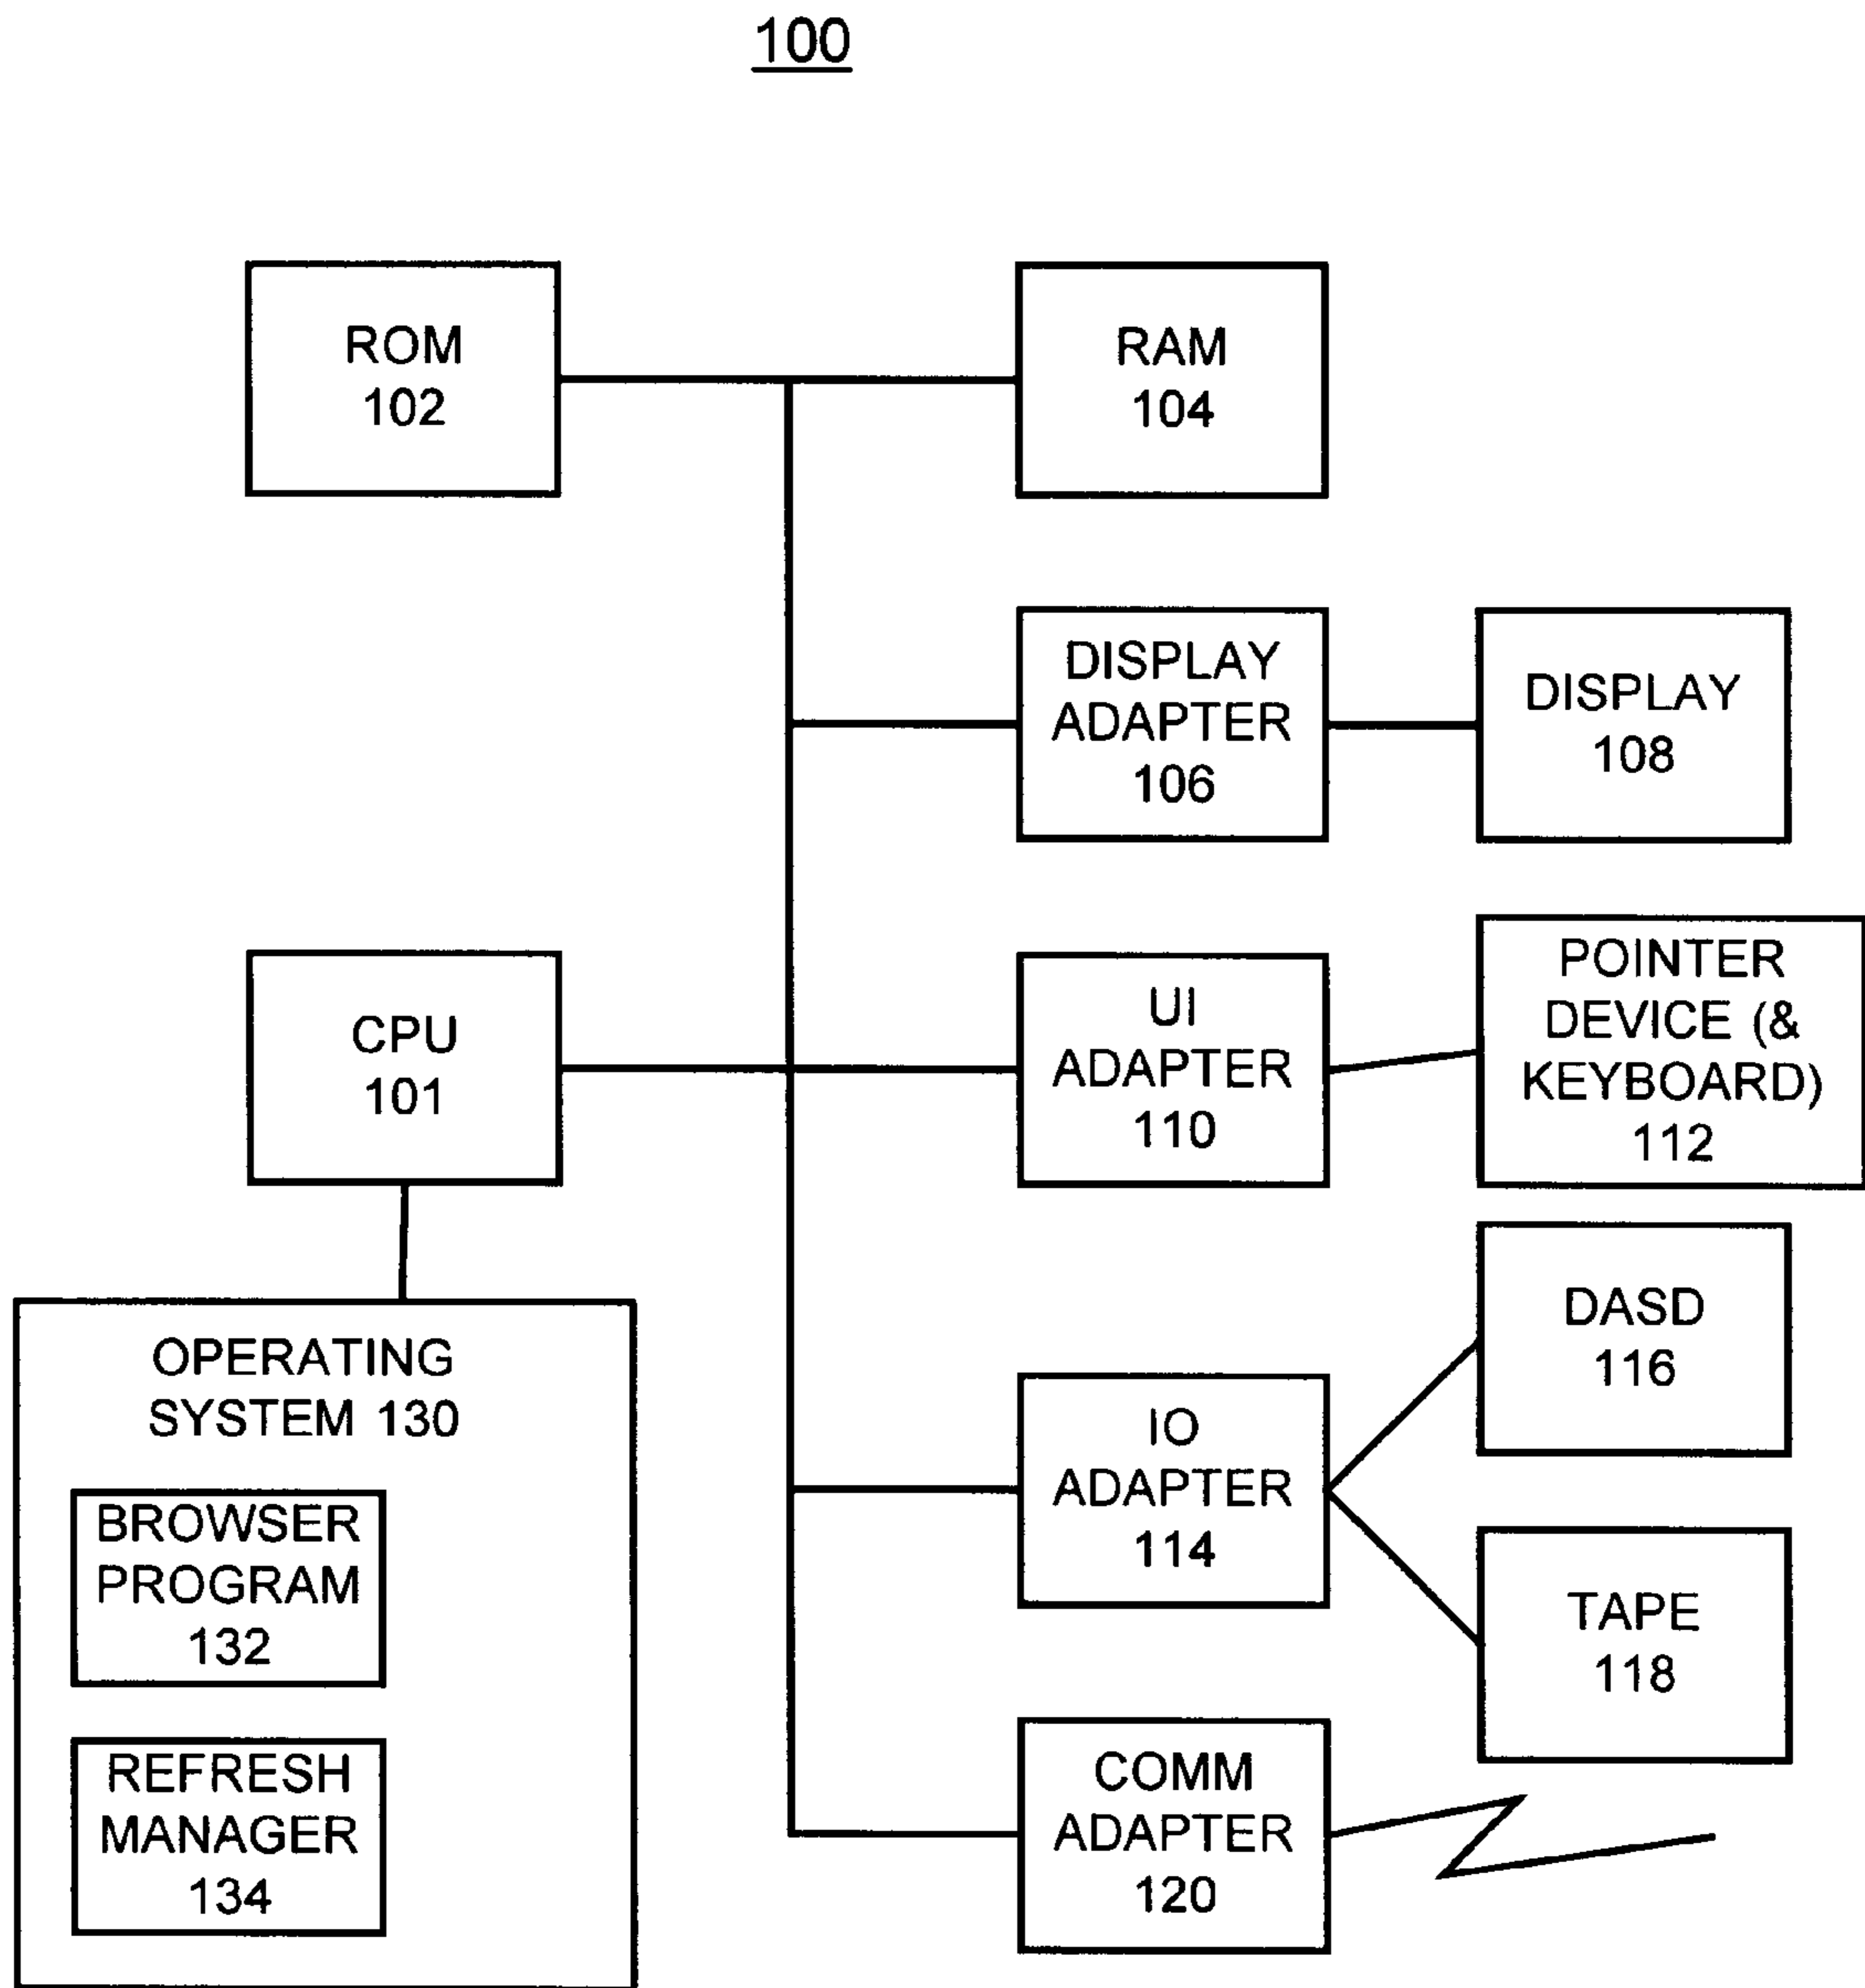 100
ROM
102
RAM
104
DISPLAY
ADAPTER
106
DISPLAY
108
CPU
101
UI
ADAPTER
110
POINTER
DEVICE (&
KEYBOARD)
112
OPERATING
SYSTEM 130
BROWSER
PROGRAM
132
REFRESH
MANAGER
134
IO
ADAPTER
114
DASD
116
TAPE
118
COMM
ADAPTER
120